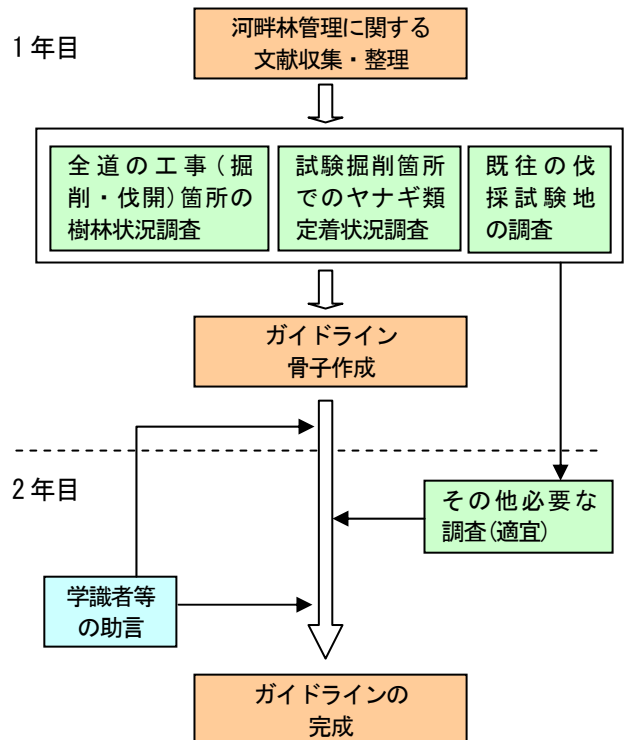 河畔林管理に関する
文献収集・整理
1年目
全道の工事(掘
削・伐開)箇所の
樹林状況調査
試験掘削箇所
でのヤナギ類
定着状況調査
既往の伐
採試験地
の調査
ガイドライン
骨子作成
2年目
その他必要な
調査(適宜)
学識者等
の助言
ガイドラインの
完成